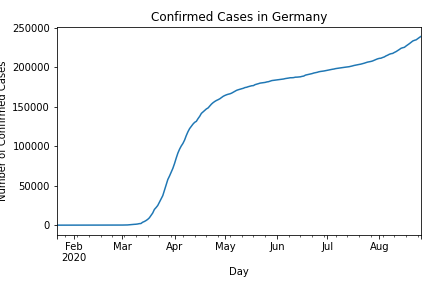 Confirmed Cases in Germany
250000
200000
150000
100000
50000
0
Number of Confirmed Cases
Feb Mar Apr May Jun Jul Aug
2020
Day